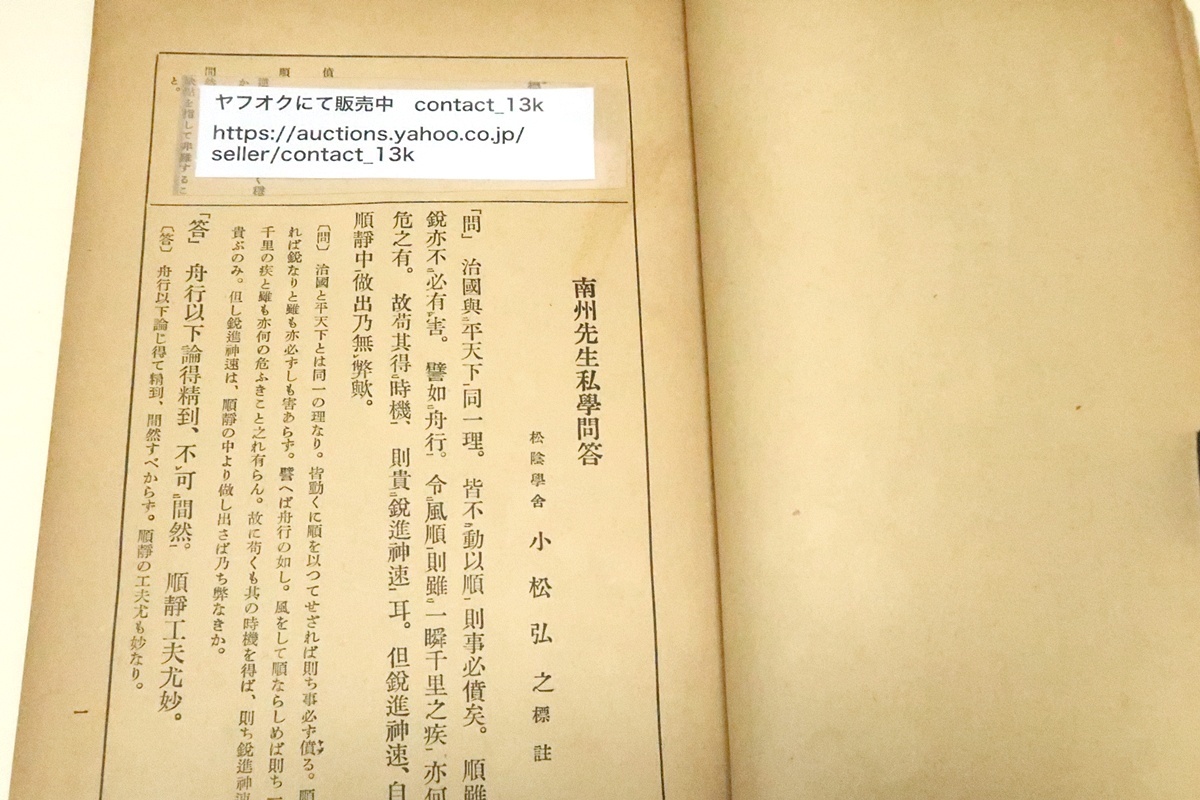 ヤフオクにて販売中　contact_13k
https://auctions.yahoo.co.jp/
seller/contact_13k
僨
順
と。
南州先生私學問答
松陰學舍　小松弘之標註
「問」　治國與平天下同一理。　皆不動以順則事必僨矣。　順雖
銳亦不必有害。　譬如舟行。　令風順則雖一瞬千里之疾亦何
危之有。　故苟其得時機、　則貴銳進神速耳。　但銳進神速、自
順靜中做出乃無弊歟。
〔問〕　治國と平天下とは同一の理なり。皆動くに順を以つてせされば則ち事必ず僨る。順
れば銳なりと雖も亦必ずしも害あらず。譬へば舟行の如し。風をして順ならしめば則ち一
千里の疾と雖も亦何の危ふきこと之れ有らん。故に苟くも其の時機を得ば、則ち銳進神速
貴ぶのみ。但し銳進神速は、順靜の中より做し出さば乃ち弊なきか。
「答」　舟行以下論得精到、不可間然。　順靜工夫尤妙。
〔答〕　舟行以下論じ得て精到、間然すべからず。順靜の工夫尤も妙なり。
一